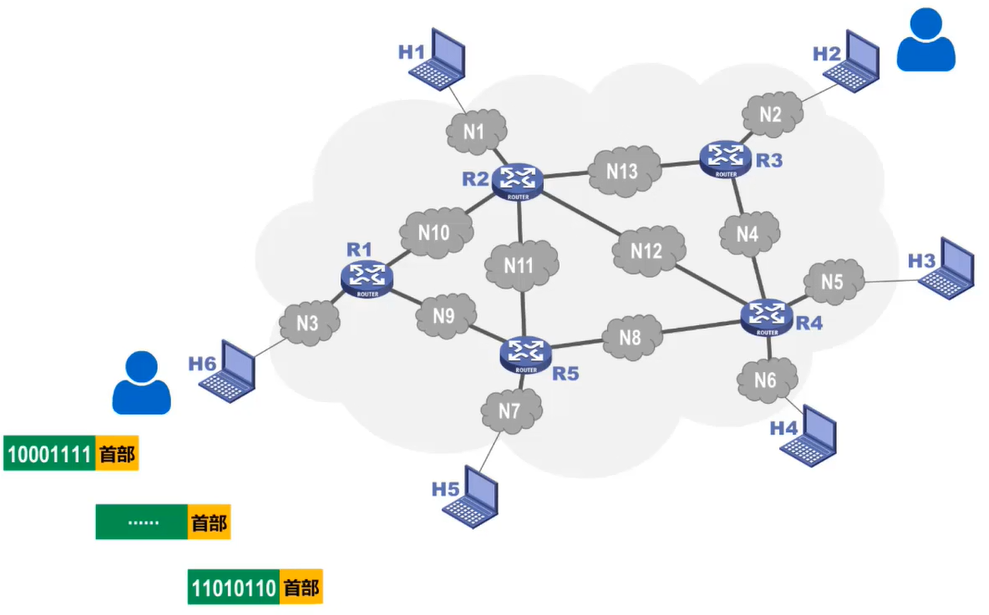 H1
H2
N1
N2
R2
ROUTER
N13
R3
ROUTER
N10
N11
N12
N4
R1
ROUTER
H3
N5
N3
N9
N8
R4
ROUTER
H6
R5
ROUTER
N6
N7
H4
H5
10001111 首部
...... 首部
11010110 首部